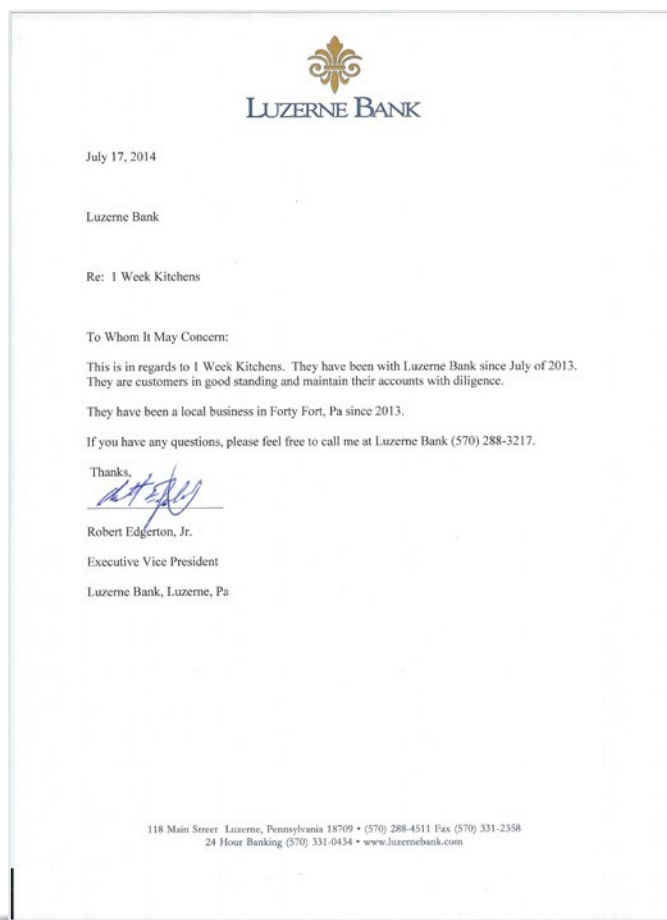 LUZERNE BANK
July 17, 2014
Luzerne Bank
Re: 1 Week Kitchens
To Whom It May Concern:
This is in regards to 1 Week Kitchens. They have been with Luzerne Bank since July of 2013.
They are customers in good standing and maintain their accounts with diligence.
They have been a local business in Forty Fort, Pa since 2013.
If you have any questions, please feel free to call me at Luzerne Bank (570) 288-3217.
Thanks,
Robert Edgerton, Jr.
Executive Vice President
Luzerne Bank, Luzerne, Pa
118 Main Street Luzerne, Pennsylvania 18709 • (570) 288-4511 Fax (570) 331-2358
24 Hour Banking (570) 331-0434 • www.luzernebank.com